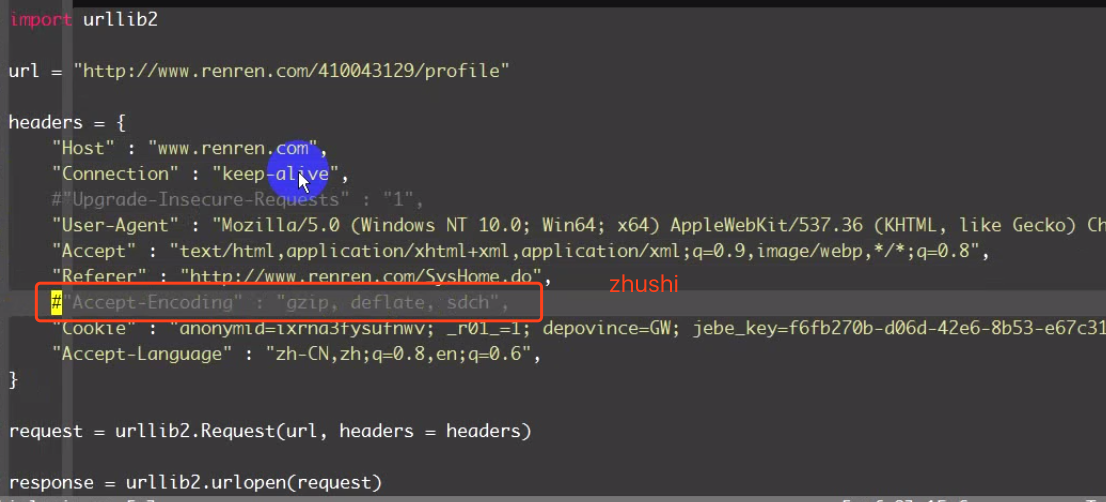 import urllib2
url = "http://www.renren.com/410043129/profile"
headers = {
"Host" : "www.renren.com",
"Connection" : "keep-alive",
#"Upgrade-Insecure-Requests" : "1",
"User-Agent" : "Mozilla/5.0 (Windows NT 10.0; Win64; x64) AppleWebKit/537.36 (KHTML, like Gecko) Ch
"Accept" : "text/html,application/xhtml+xml,application/xml;q=0.9,image/webp,*/*;q=0.8",
"Referer" : "http://www.renren.com/SysHome.do",
zhushi
#"Accept-Encoding" : "gzip, deflate, sdch",
"Cookie" : "anonymid=ixrna3fysufnwv; _r01_=1; depovince=GW; jebe_key=f6fb270b-d06d-42e6-8b53-e67c31
"Accept-Language" : "zh-CN,zh;q=0.8,en;q=0.6",
}
request = urllib2.Request(url, headers = headers)
response = urllib2.urlopen(request)